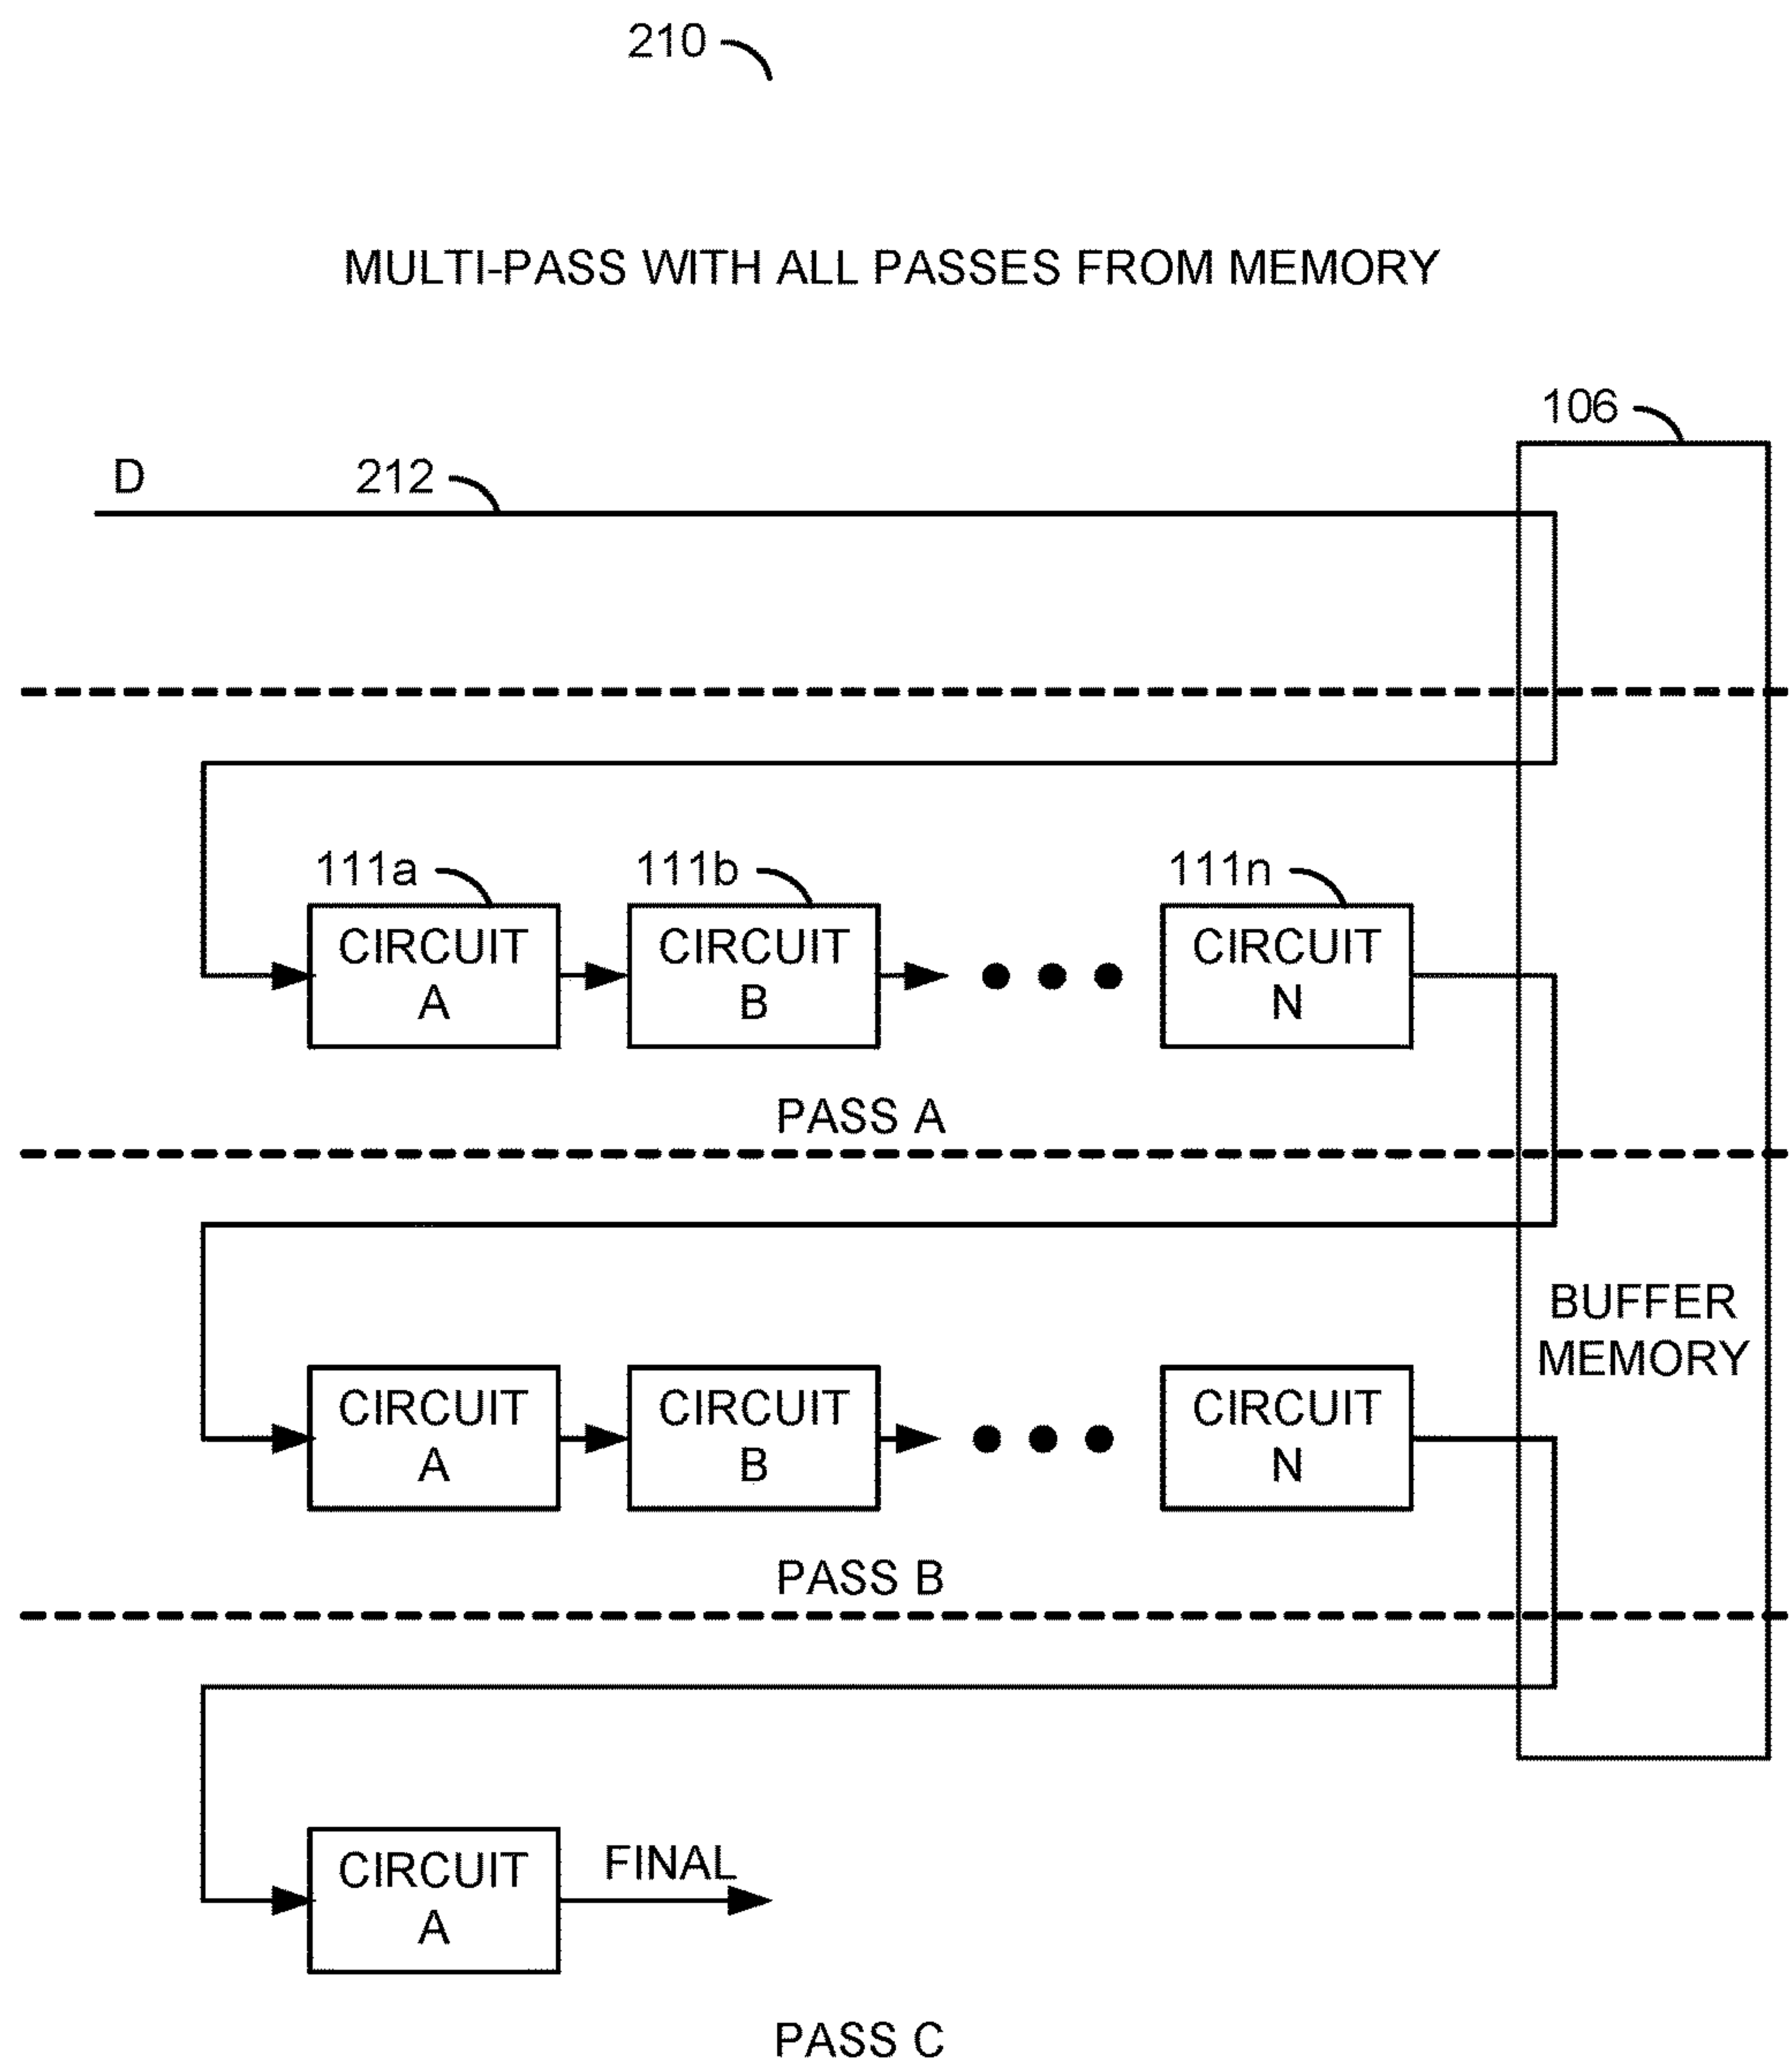 210
MULTI-PASS WITH ALL PASSES FROM MEMORY
106
D
212
111a
111b
111n
CIRCUIT
A
CIRCUIT
B
CIRCUIT
N
PASS A
BUFFER
MEMORY
CIRCUIT
A
CIRCUIT
B
CIRCUIT
N
PASS B
CIRCUIT
A
FINAL
PASS C